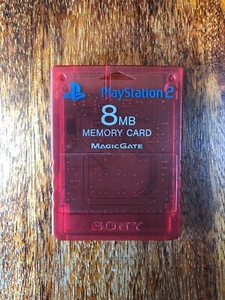 PlayStation 2
8MB
MEMORY CARD
MAGICGATE
SONY